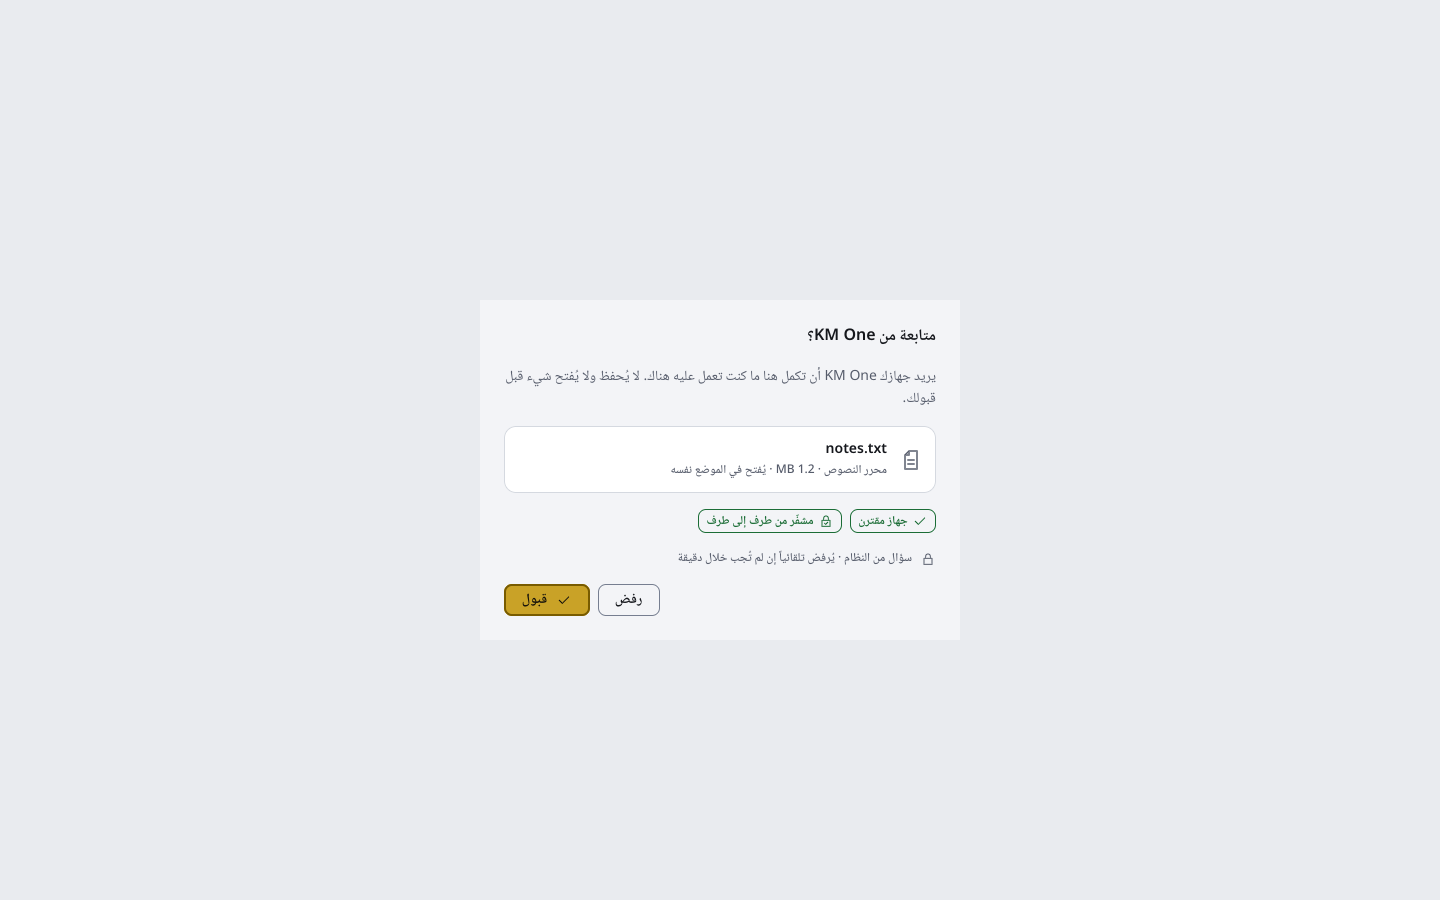 متابعة من KM One؟
يريد جهازك KM One أن تكمل هنا ما كنت تعمل عليه هناك. لا يُحفظ ولا يُفتح شيء قبل
قبولك.
notes.txt
محرر النصوص · 1.2 MB · يُفتح في الموضع نفسه
جهاز مقترن
مشفّر من طرف إلى طرف
سؤال من النظام · يُرفض تلقائياً إن لم تُجب خلال دقيقة
رفض
قبول